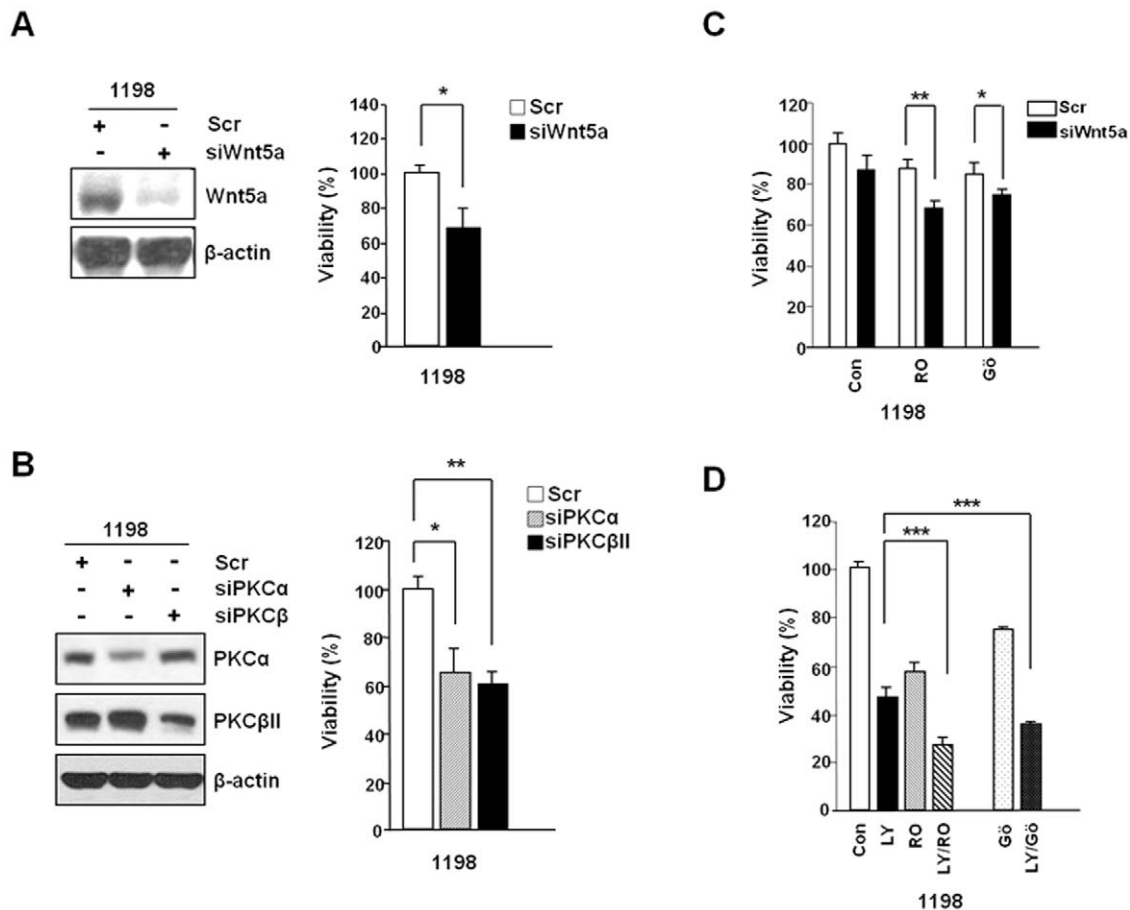 A
1198
+ - Scr
- + siWnt5a
Wnt5a
β-actin
Viability (%)
140
120
100
80
60
40
20
0
*
Scr
siWnt5a
1198
C
Viability (%)
120
100
80
60
40
20
0
** *
Scr
siWnt5a
Con RO Gö
1198
B
1198
+ - - Scr
- + - siPKCα
- - + siPKCβ
PKCα
PKCβII
β-actin
Viability (%)
120
100
80
60
40
20
0
**
*
Scr
siPKCα
siPKCβII
1198
D
Viability (%)
120
100
80
60
40
20
0
***
***
Con LY RO LY/RO Gö LY/Gö
1198